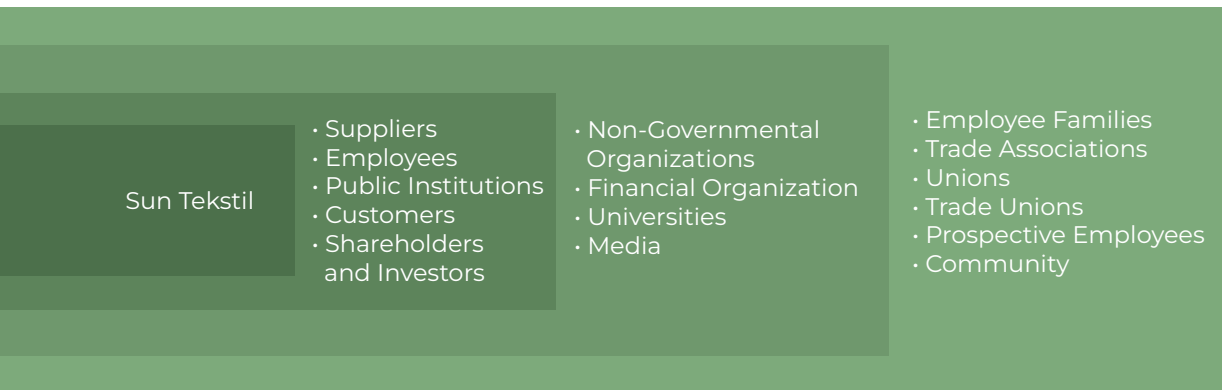 Sun Tekstil
· Suppliers
· Employees
· Public Institutions
· Customers
· Shareholders
and Investors
· Non-Governmental
Organizations
· Financial Organization
· Universities
· Media
· Employee Families
· Trade Associations
· Unions
· Trade Unions
· Prospective Employees
· Community